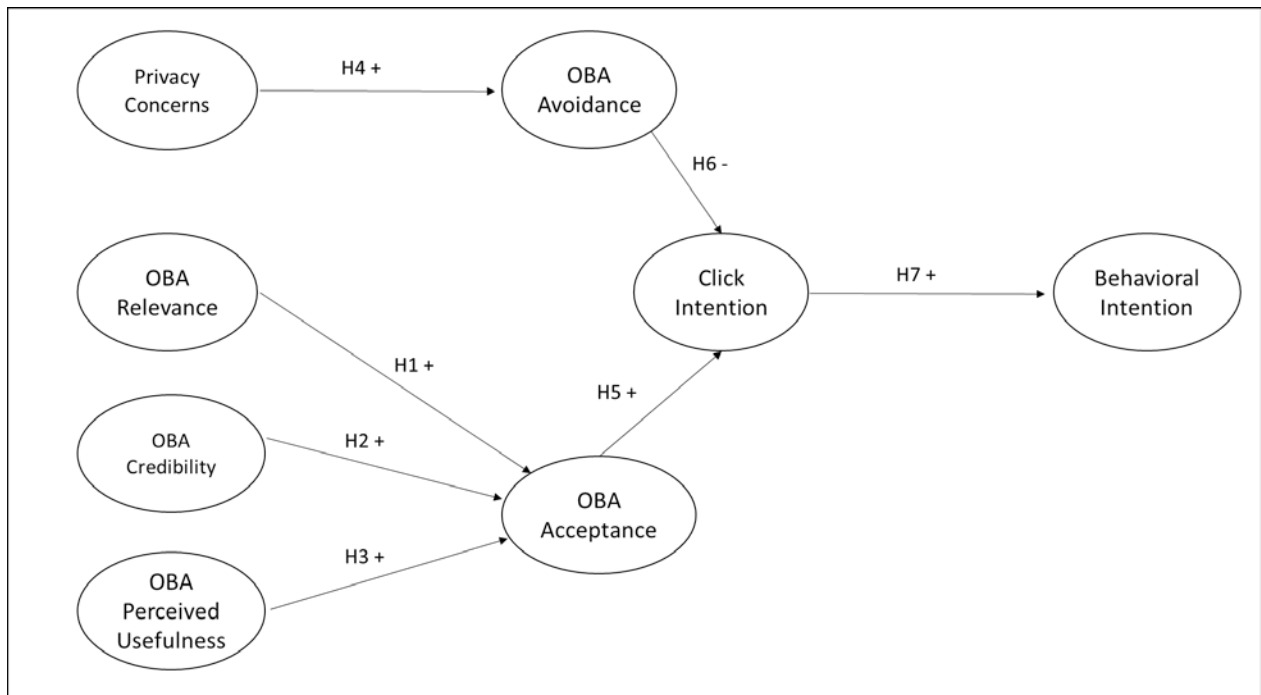 Privacy
Concerns
H4 +
OBA
Avoidance
H6 -
OBA
Relevance
Click
Intention
H7 +
Behavioral
Intention
H1 +
H5 +
OBA
Credibility
H2 +
OBA
Acceptance
H3 +
OBA
Perceived
Usefulness